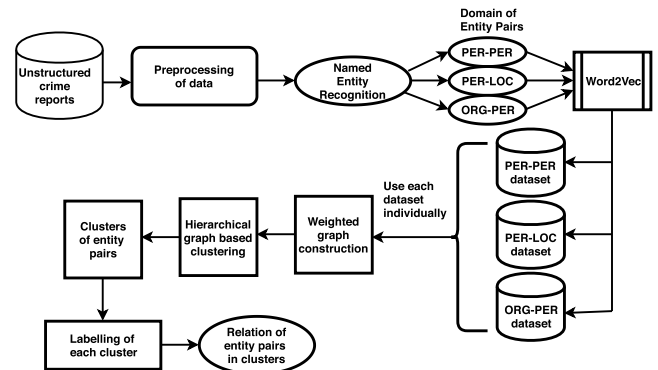 Domain of
Entity Pairs
Unstructured
crime
reports
Preprocessing
of data
Named
Entity
Recognition
PER-PER
PER-LOC
ORG-PER
Word2Vec
PER-PER
dataset
PER-LOC
dataset
ORG-PER
dataset
Use each
dataset
individually
Weighted
graph
construction
Hierarchical
graph based
clustering
Clusters
of entity
pairs
Labelling of
each cluster
Relation of
entity pairs
in clusters